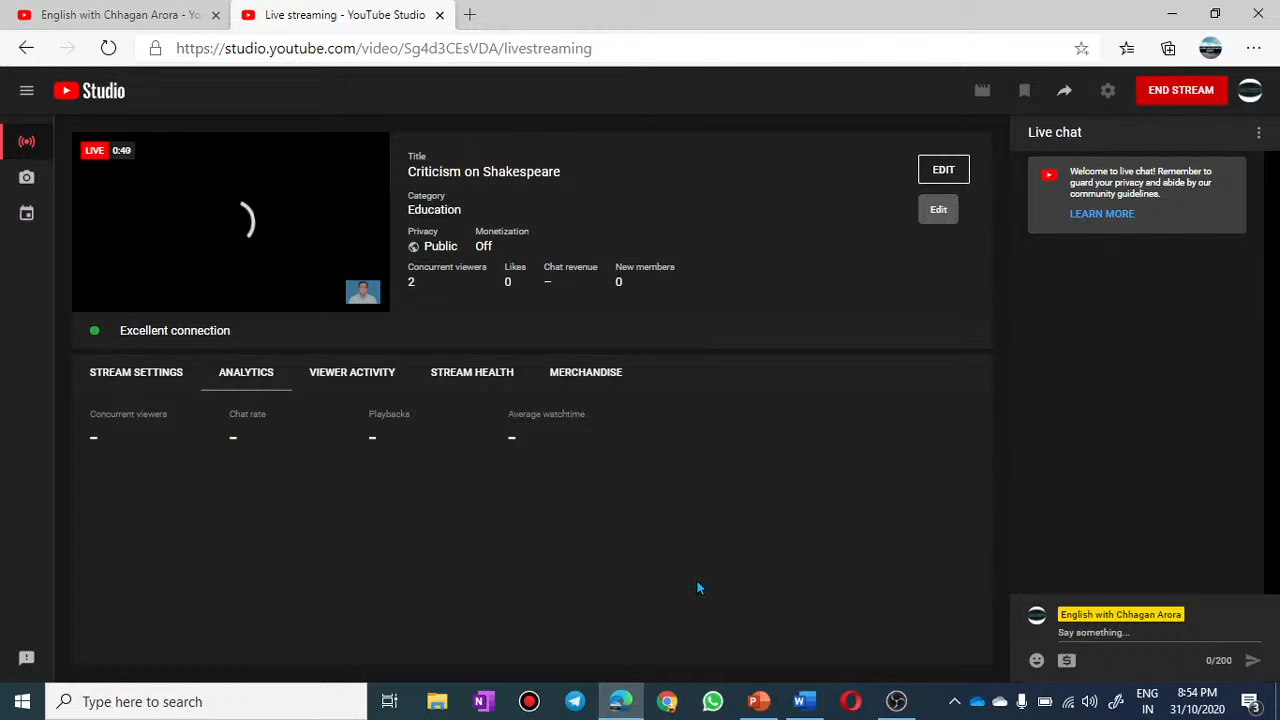 English with Chhagan Arora - Yo
Live streaming - YouTube Studio
https://studio.youtube.com/video/Sg4d3CEsVDA/livestreaming
Studio
END STREAM
LIVE 0:49
Title
Criticism on Shakespeare
EDIT
Category
Education
Edit
Privacy Monetization
Public Off
Concurrent viewers Likes Chat revenue New members
2 0 – 0
Excellent connection
STREAM SETTINGS ANALYTICS VIEWER ACTIVITY STREAM HEALTH MERCHANDISE
Concurrent viewers Chat rate Playbacks Average watchtime
– – – –
Live chat
Welcome to live chat! Remember to
guard your privacy and abide by our
community guidelines.
LEARN MORE
English with Chhagan Arora
Say something...
0/200
Type here to search
ENG
IN
8:54 PM
31/10/2020
3